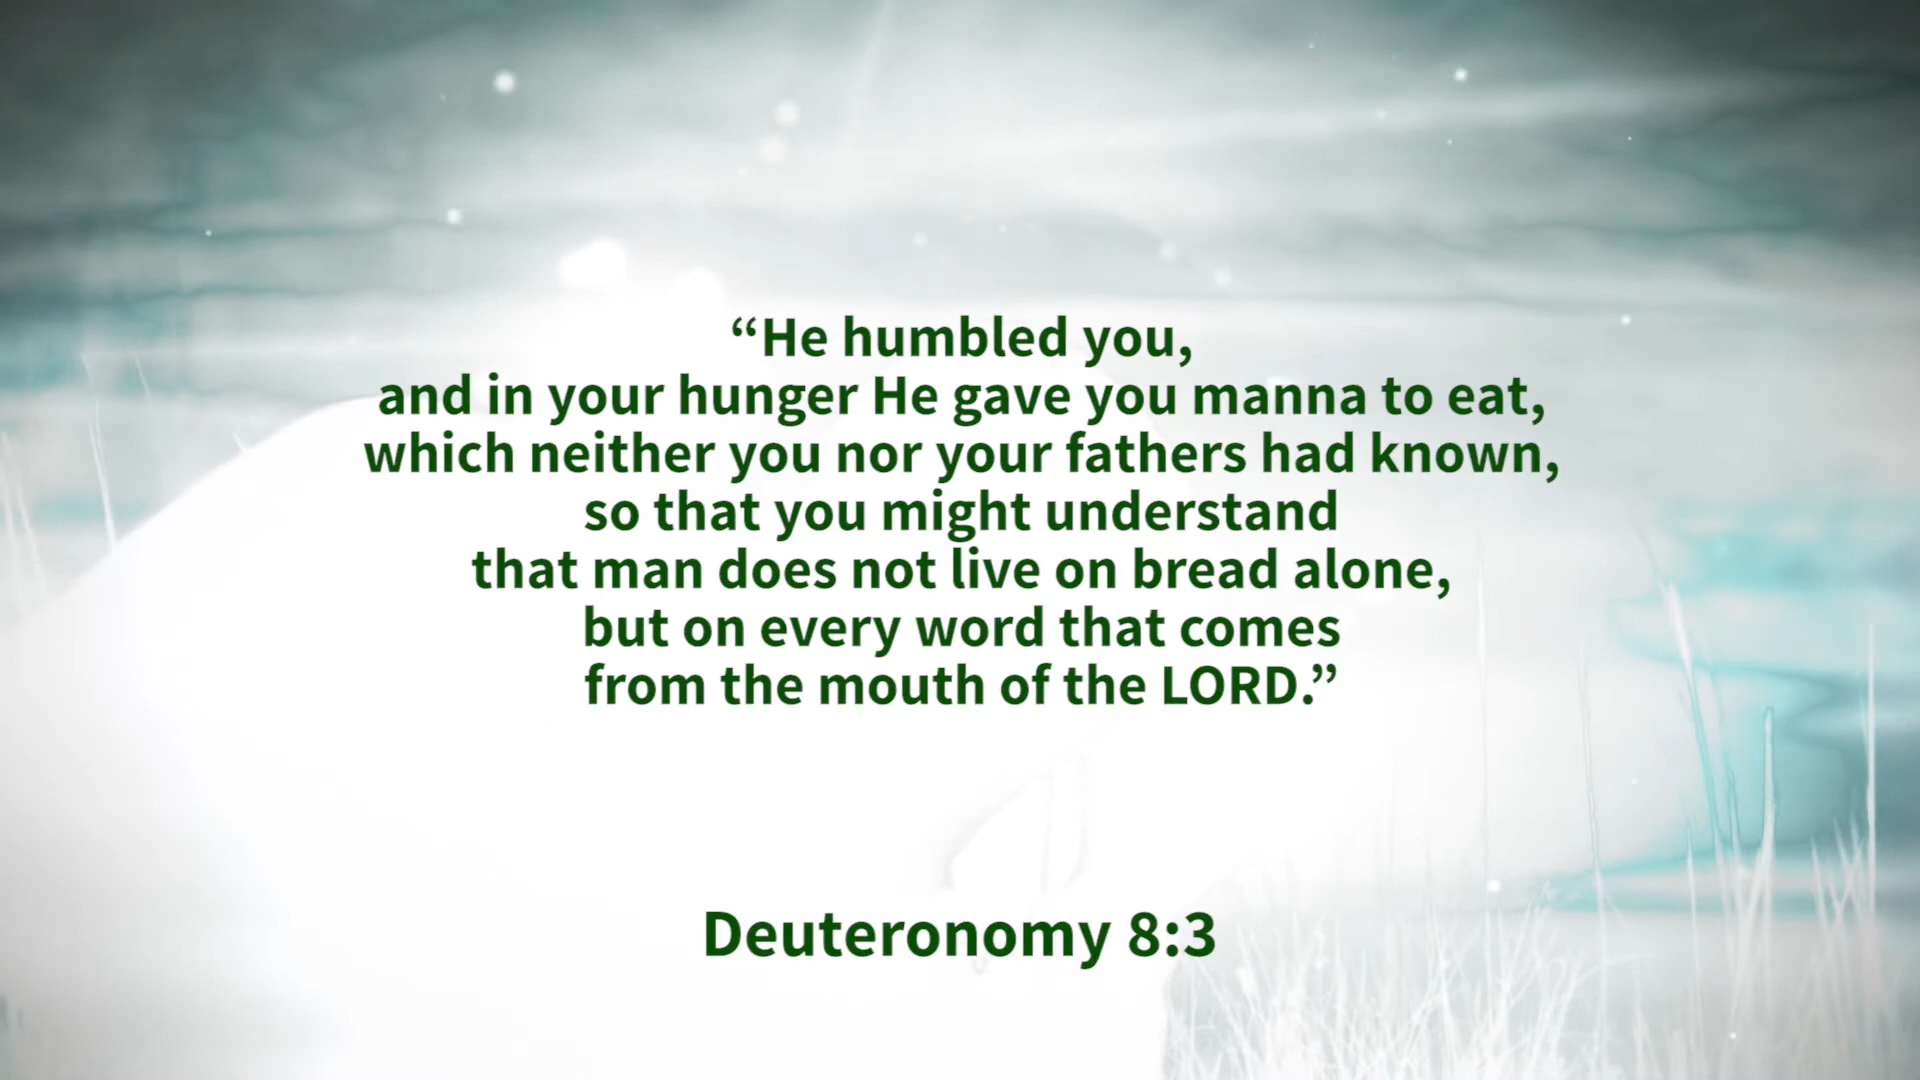 “He humbled you,
and in your hunger He gave you manna to eat,
which neither you nor your fathers had known,
so that you might understand
that man does not live on bread alone,
but on every word that comes
from the mouth of the LORD.”
Deuteronomy 8:3